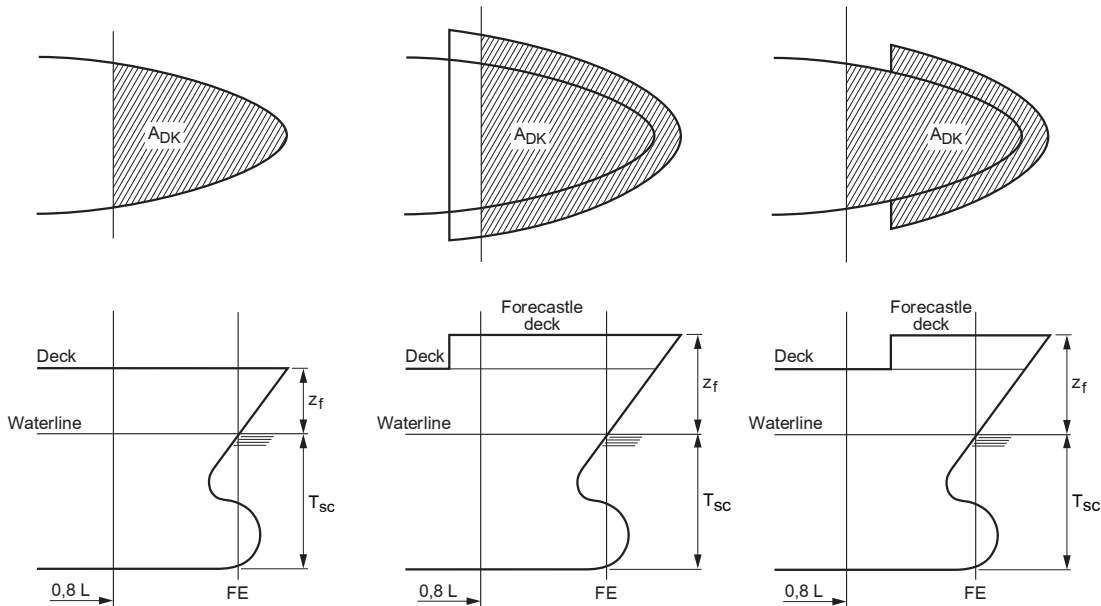 ADK
ADK
ADK
Deck
Waterline
zf
Tsc
0,8 L
FE
Forecastle
deck
Deck
Waterline
zf
Tsc
0,8 L
FE
Forecastle
deck
Deck
Waterline
zf
Tsc
0,8 L
FE